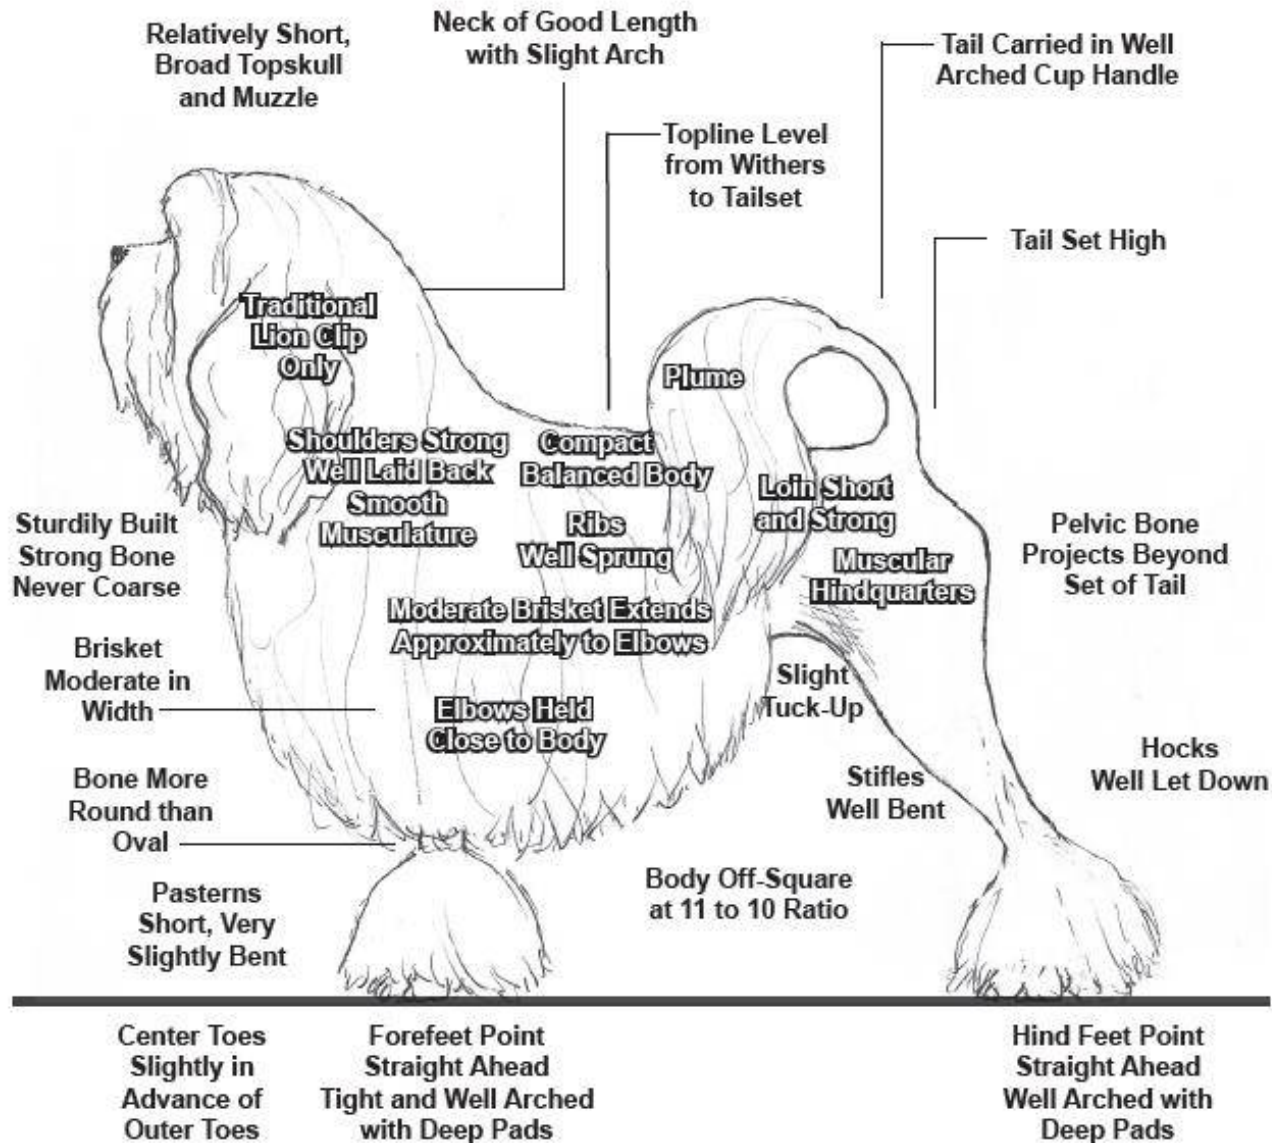 Relatively Short,
Broad Topskull
and Muzzle
Neck of Good Length
with Slight Arch
Tail Carried in Well
Arched Cup Handle
Topline Level
from Withers
to Tailset
Tail Set High
Traditional
Lion Clip
Only
Plume
Shoulders Strong
Well Laid Back
Smooth
Musculature
Compact
Balanced Body
Ribs
Well Sprung
Loin Short
and Strong
Muscular
Hindquarters
Sturdily Built
Strong Bone
Never Coarse
Pelvic Bone
Projects Beyond
Set of Tail
Moderate Brisket Extends
Approximately to Elbows
Brisket
Moderate in
Width
Elbows Held
Close to Body
Slight
Tuck-Up
Stifles
Well Bent
Hocks
Well Let Down
Bone More
Round than
Oval
Pasterns
Short, Very
Slightly Bent
Body Off-Square
at 11 to 10 Ratio
Center Toes
Slightly in
Advance of
Outer Toes
Forefeet Point
Straight Ahead
Tight and Well Arched
with Deep Pads
Hind Feet Point
Straight Ahead
Well Arched with
Deep Pads